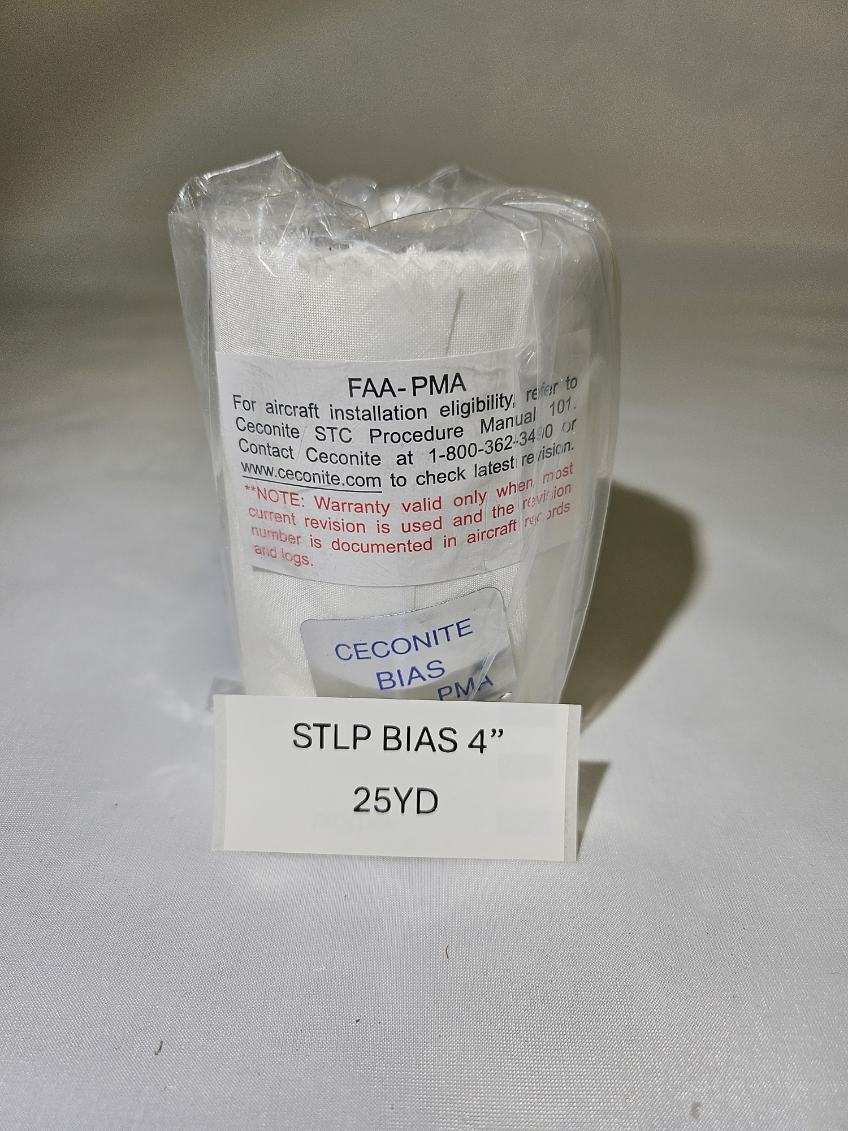 FAA-PMA
For aircraft installation eligibility, refer to
Ceconite STC Procedure Manual 101.
Contact Ceconite at 1-800-362-3490 or
www.ceconite.com to check latest revision.
**NOTE: Warranty valid only when most
current revision is used and the revision
number is documented in aircraft records
and logs.
CECONITE
BIAS
PMA
STLP BIAS 4”
25YD